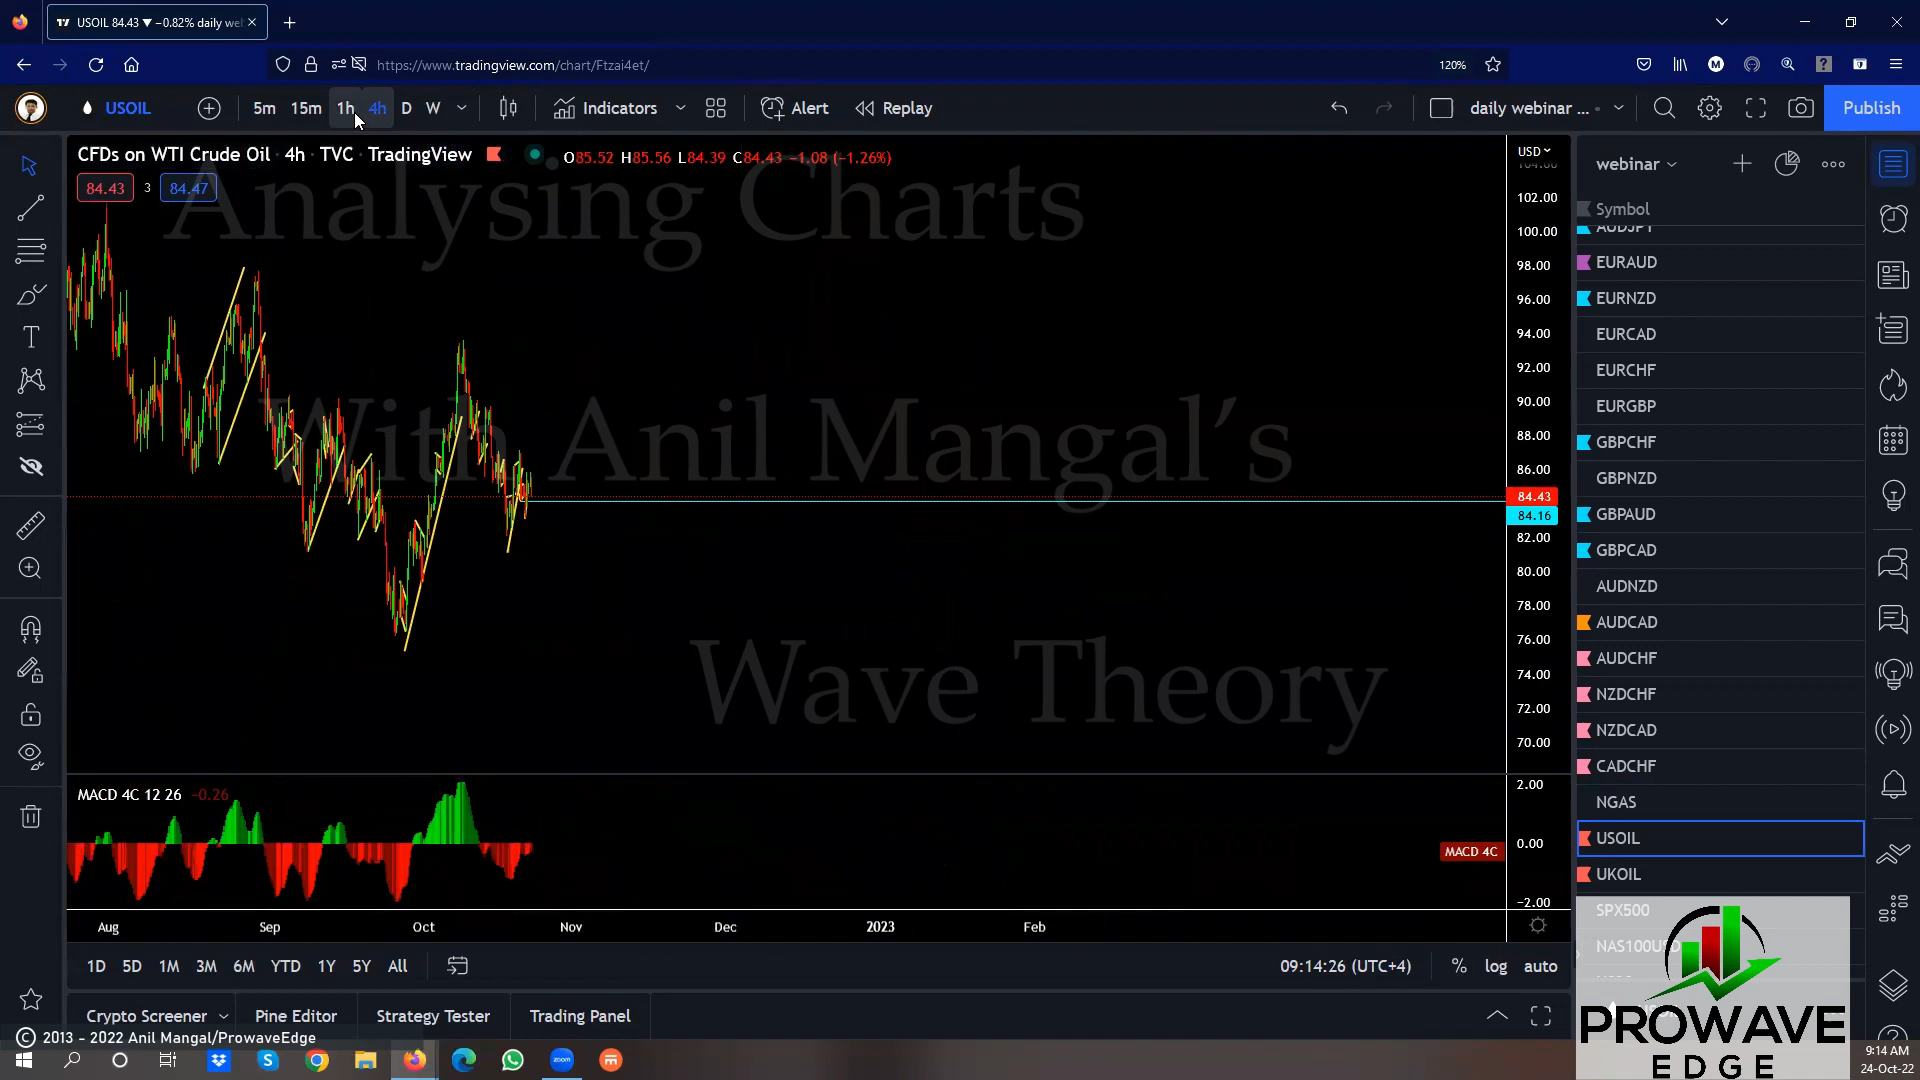 USOIL 84.43 ▼ −0.82% daily we
https://www.tradingview.com/chart/Ftzai4et/
120%
USOIL
5m 15m 1h 4h D W
Indicators
Alert
Replay
daily webinar ...
Publish
CFDs on WTI Crude Oil · 4h · TVC · TradingView
O85.52 H85.56 L84.39 C84.43 −1.08 (−1.26%)
84.43 3 84.47
Analysing Charts
With Anil Mangal's
Wave Theory
USD
104.00
102.00
100.00
98.00
96.00
94.00
92.00
90.00
88.00
86.00
84.43
84.16
82.00
80.00
78.00
76.00
74.00
72.00
70.00
MACD 4C 12 26 −0.26
2.00
MACD 4C
0.00
−2.00
Aug Sep Oct Nov Dec 2023 Feb
1D 5D 1M 3M 6M YTD 1Y 5Y All
09:14:26 (UTC+4)
% log auto
Crypto Screener
Pine Editor
Strategy Tester
Trading Panel
webinar
Symbol
AUDJPY
EURAUD
EURNZD
EURCAD
EURCHF
EURGBP
GBPCHF
GBPNZD
GBPAUD
GBPCAD
AUDNZD
AUDCAD
AUDCHF
NZDCHF
NZDCAD
CADCHF
NGAS
USOIL
UKOIL
SPX500
NAS100USD
PROWAVE
EDGE
© 2013 - 2022 Anil Mangal/ProwaveEdge
zoom
9:14 AM
24-Oct-22